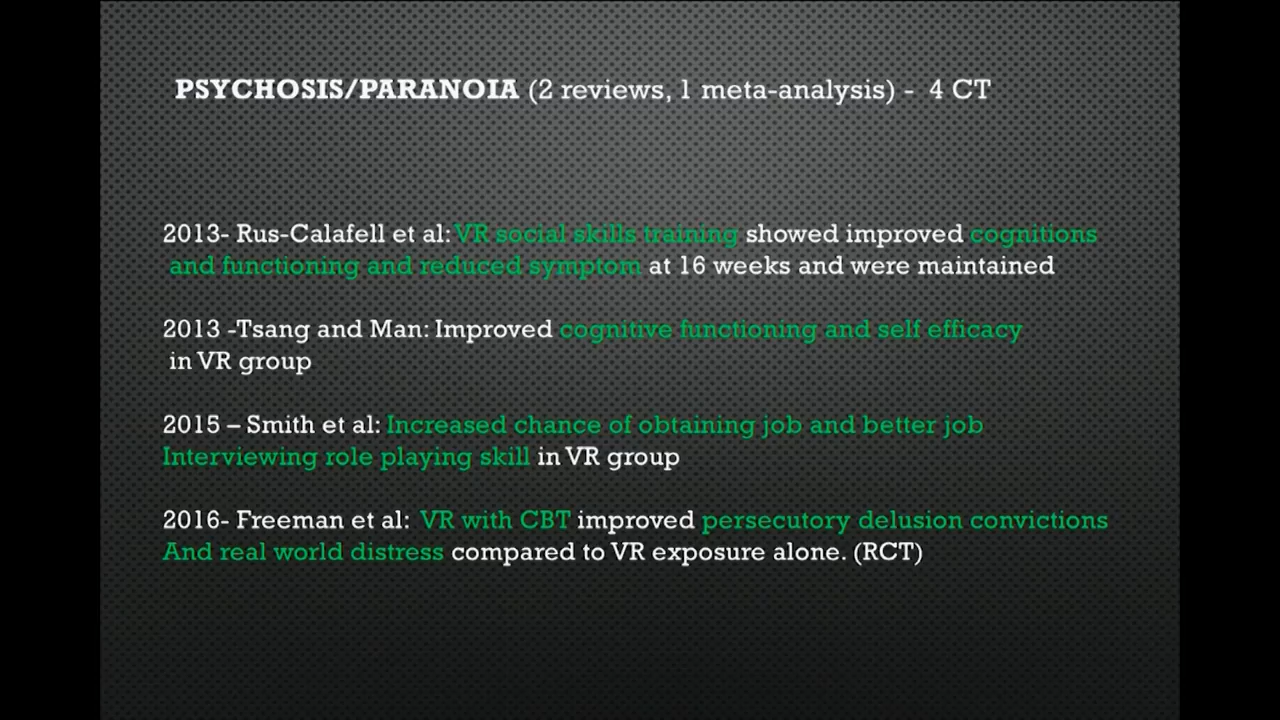 PSYCHOSIS/PARANOIA (2 reviews, 1 meta-analysis) - 4 CT
2013- Rus-Calafell et al: VR social skills training showed improved cognitions
and functioning and reduced symptom at 16 weeks and were maintained
2013 -Tsang and Man: Improved cognitive functioning and self efficacy
in VR group
2015 – Smith et al: Increased chance of obtaining job and better job
Interviewing role playing skill in VR group
2016- Freeman et al: VR with CBT improved persecutory delusion convictions
And real world distress compared to VR exposure alone. (RCT)